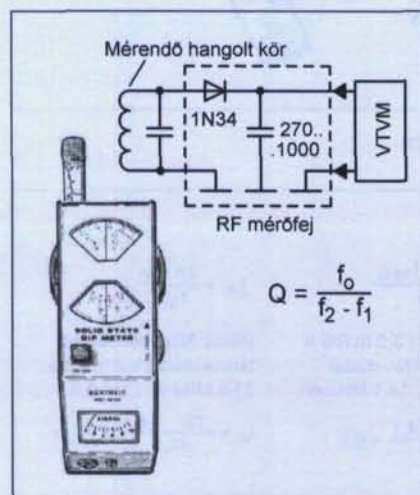 Mérendő hangolt kör
1N34
270..
.1000
VTVM
RF mérőfej
Q = f₀ / (f₂ - f₁)
SOLID STATE
DIP METER